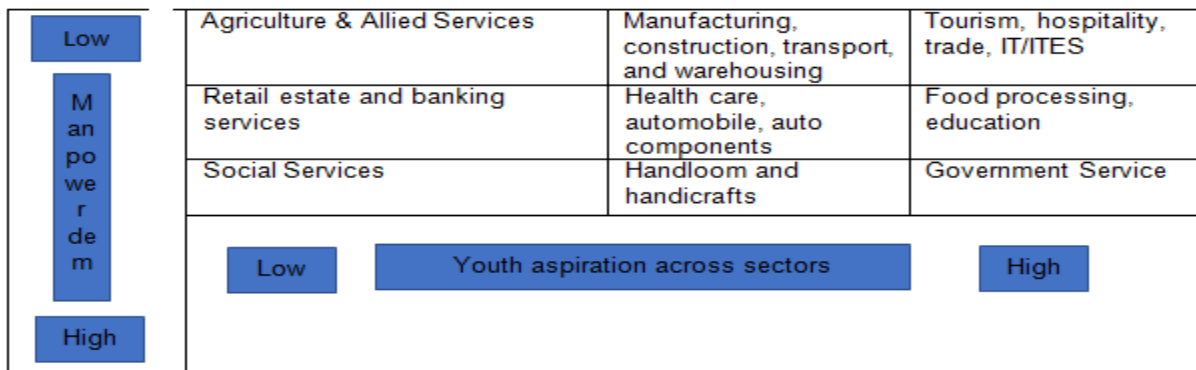 Low
Agriculture & Allied Services
Manufacturing,
construction, transport,
and warehousing
Tourism, hospitality,
trade, IT/ITES
M
an
po
we
r
de
m
Retail estate and banking
services
Health care,
automobile, auto
components
Food processing,
education
Social Services
Handloom and
handicrafts
Government Service
Low
Youth aspiration across sectors
High
High